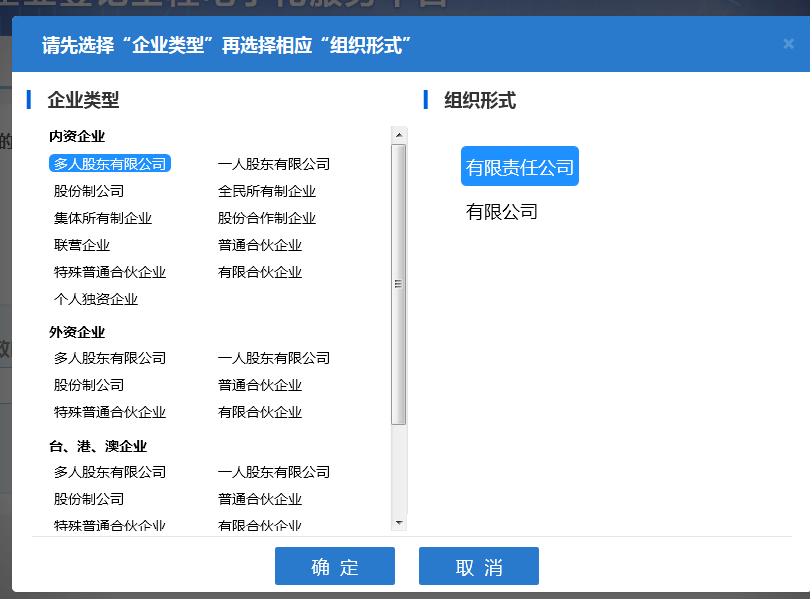 请先选择“企业类型”再选择相应“组织形式”
企业类型
内资企业
多人股东有限公司 一人股东有限公司
股份制公司 全民所有制企业
集体所有制企业 股份合作制企业
联营企业 普通合伙企业
特殊普通合伙企业 有限合伙企业
个人独资企业
外资企业
多人股东有限公司 一人股东有限公司
股份制公司 普通合伙企业
特殊普通合伙企业 有限合伙企业
台、港、澳企业
多人股东有限公司 一人股东有限公司
股份制公司 普通合伙企业
特殊普通合伙企业 有限合伙企业
组织形式
有限责任公司
有限公司
确 定
取 消
的